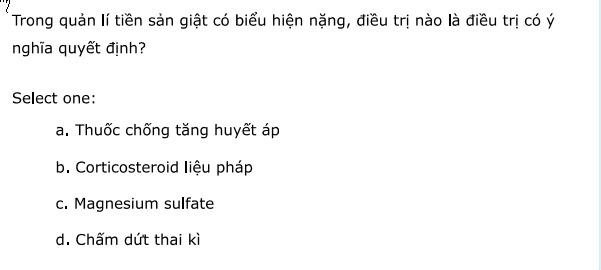 Trong quản lí tiền sản giật có biểu hiện nặng, điều trị nào là điều trị có ý
nghĩa quyết định?
Select one:
a. Thuốc chống tăng huyết áp
b. Corticosteroid liệu pháp
c. Magnesium sulfate
d. Chấm dứt thai kì